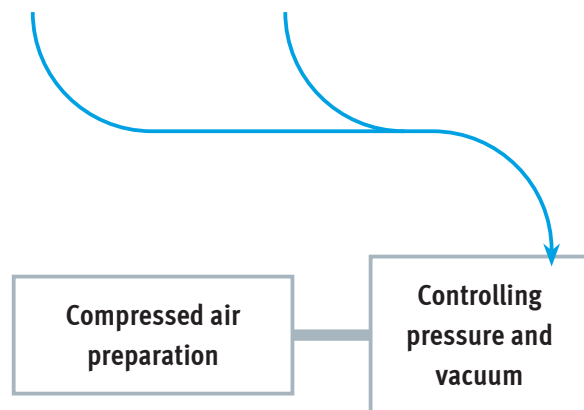 Compressed air
preparation
Controlling
pressure and
vacuum